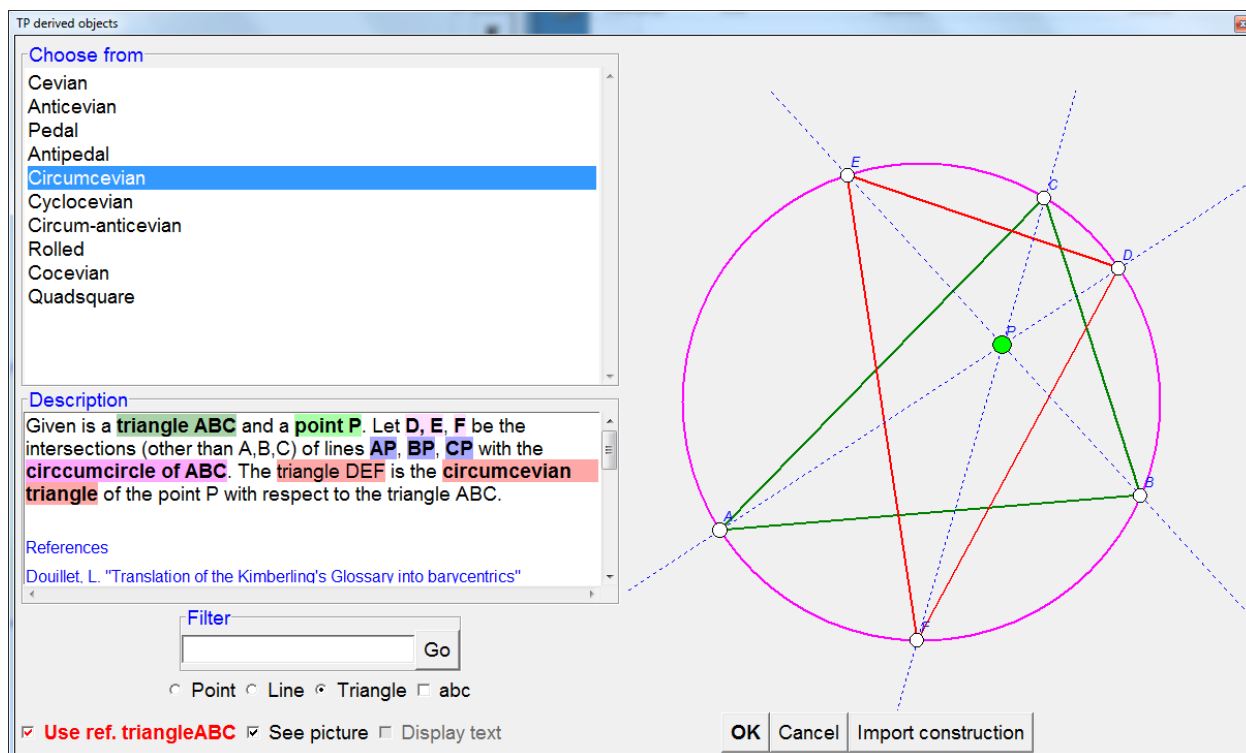 TP derived objects
Choose from
Cevian
Anticevian
Pedal
Antipedal
Circumcevian
Cyclocevian
Circum-anticevian
Rolled
Cocevian
Quadsquare
Description
Given is a triangle ABC and a point P. Let D, E, F be the
intersections (other than A,B,C) of lines AP, BP, CP with the
circcumcircle of ABC. The triangle DEF is the circumcevian
triangle of the point P with respect to the triangle ABC.
References
Douillet, L. "Translation of the Kimberling's Glossary into barycentrics"
Filter
Go
Point Line Triangle abc
Use ref. triangleABC See picture Display text
E
C
D
P
B
A
F
OK Cancel Import construction